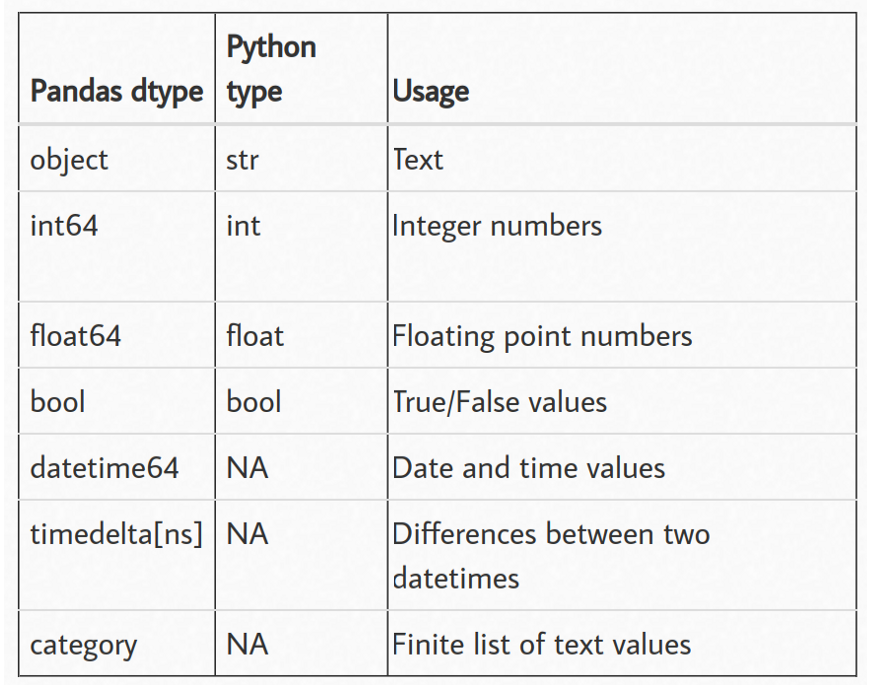 Pandas dtype Python type Usage
object str Text
int64 int Integer numbers
float64 float Floating point numbers
bool bool True/False values
datetime64 NA Date and time values
timedelta[ns] NA Differences between two
datetimes
category NA Finite list of text values